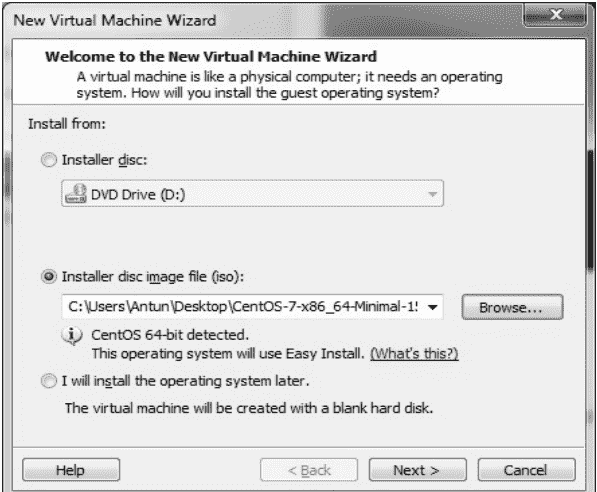 New Virtual Machine Wizard
Welcome to the New Virtual Machine Wizard
A virtual machine is like a physical computer; it needs an operating
system. How will you install the guest operating system?
Install from:
Installer disc:
DVD Drive (D:)
Installer disc image file (iso):
C:\Users\Antun\Desktop\CentOS-7-x86_64-Minimal-1!
Browse...
CentOS 64-bit detected.
This operating system will use Easy Install. (What's this?)
I will install the operating system later.
The virtual machine will be created with a blank hard disk.
Help
< Back
Next >
Cancel